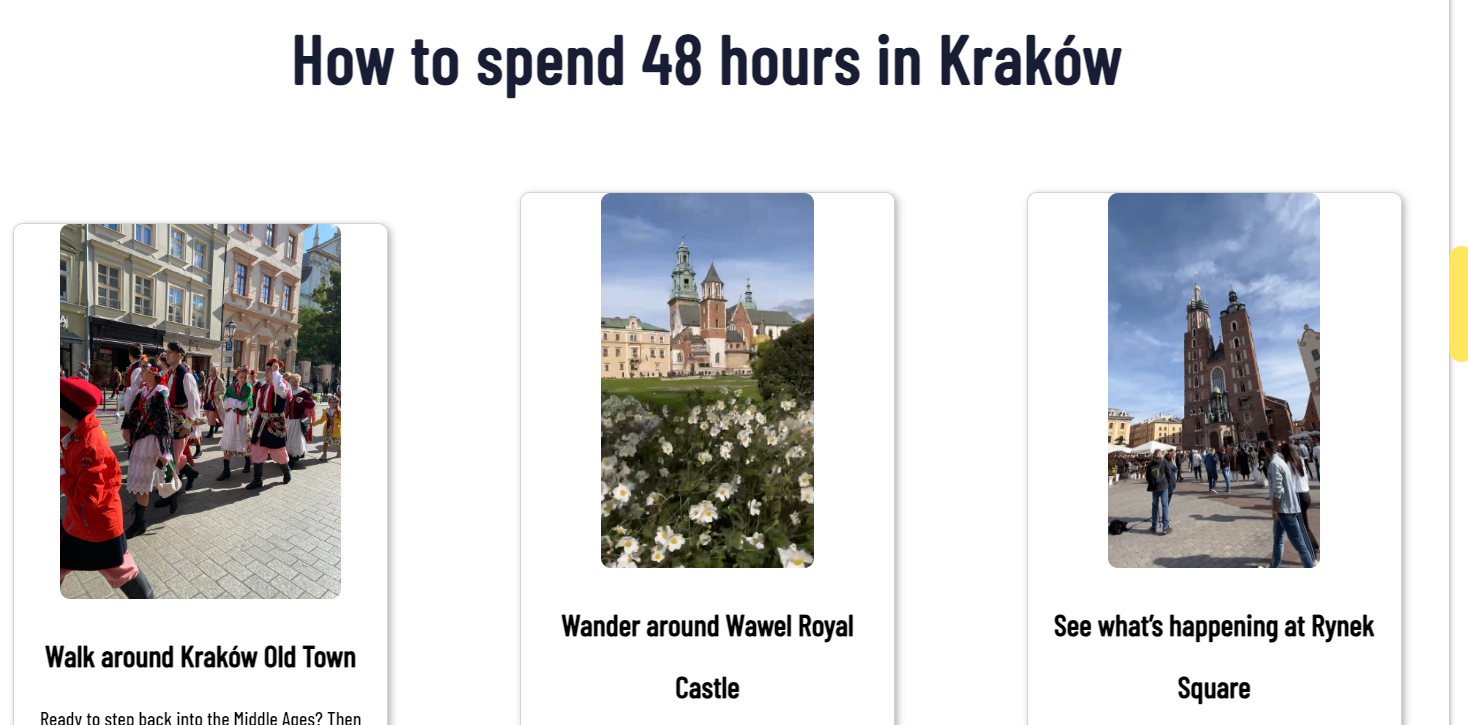 How to spend 48 hours in Kraków
Walk around Kraków Old Town
Ready to step back into the Middle Ages? Then
Wander around Wawel Royal
Castle
See what's happening at Rynek
Square